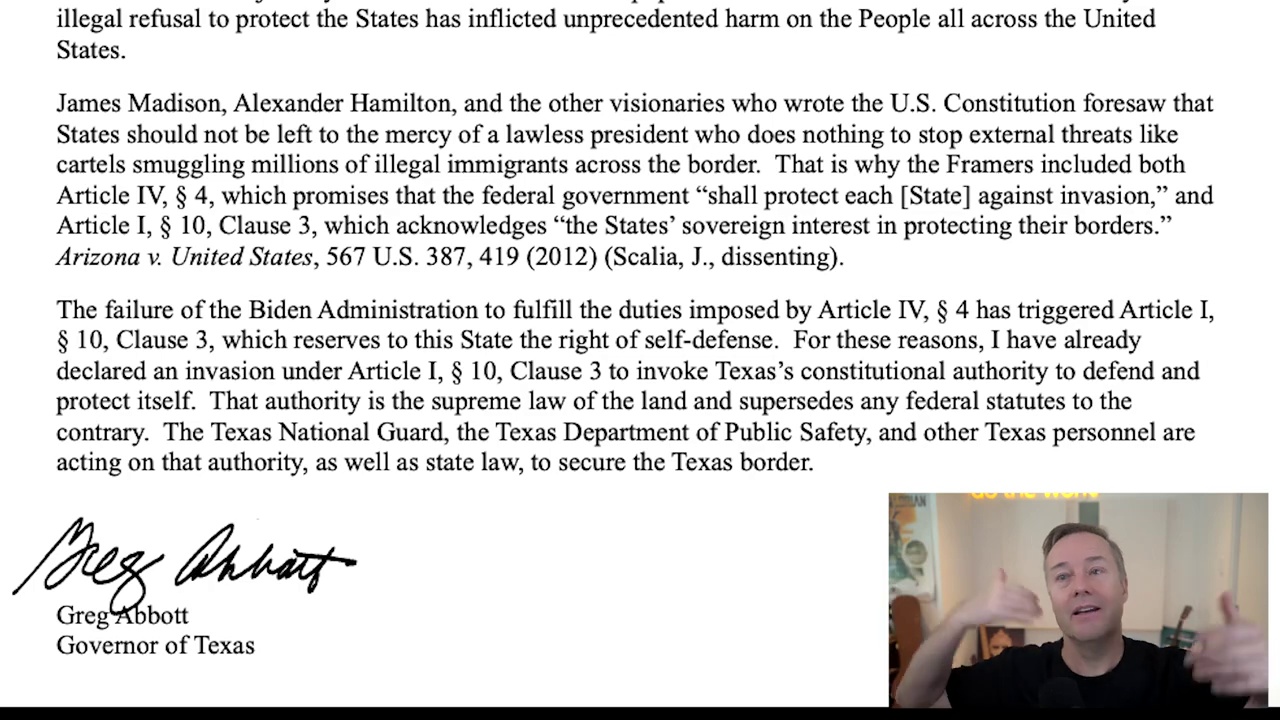 illegal refusal to protect the States has inflicted unprecedented harm on the People all across the United
States.
James Madison, Alexander Hamilton, and the other visionaries who wrote the U.S. Constitution foresaw that
States should not be left to the mercy of a lawless president who does nothing to stop external threats like
cartels smuggling millions of illegal immigrants across the border.  That is why the Framers included both
Article IV, § 4, which promises that the federal government “shall protect each [State] against invasion,” and
Article I, § 10, Clause 3, which acknowledges “the States’ sovereign interest in protecting their borders.”
Arizona v. United States, 567 U.S. 387, 419 (2012) (Scalia, J., dissenting).
The failure of the Biden Administration to fulfill the duties imposed by Article IV, § 4 has triggered Article I,
§ 10, Clause 3, which reserves to this State the right of self-defense.  For these reasons, I have already
declared an invasion under Article I, § 10, Clause 3 to invoke Texas’s constitutional authority to defend and
protect itself.  That authority is the supreme law of the land and supersedes any federal statutes to the
contrary.  The Texas National Guard, the Texas Department of Public Safety, and other Texas personnel are
acting on that authority, as well as state law, to secure the Texas border.
Greg Abbott
Greg Abbott
Governor of Texas